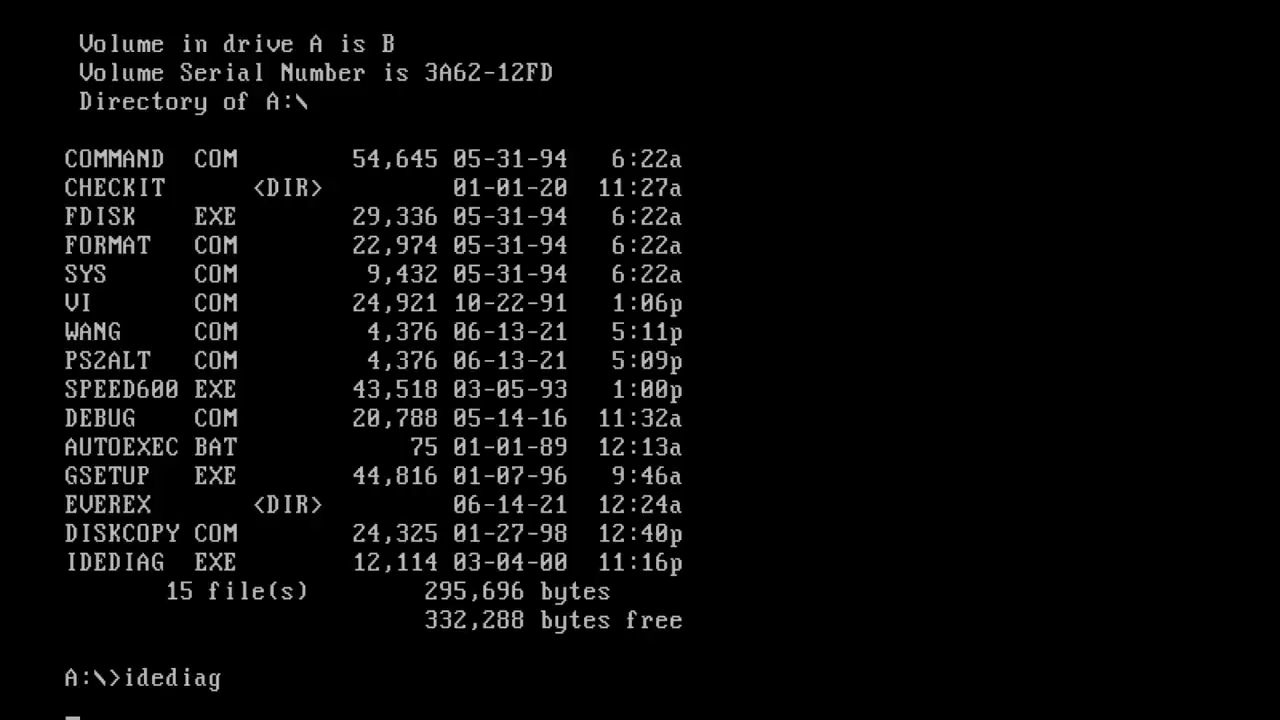 Volume in drive A is B
Volume Serial Number is 3A62-12FD
Directory of A:\
COMMAND COM 54,645 05-31-94 6:22a
CHECKIT <DIR> 01-01-20 11:27a
FDISK EXE 29,336 05-31-94 6:22a
FORMAT COM 22,974 05-31-94 6:22a
SYS COM 9,432 05-31-94 6:22a
VI COM 24,921 10-22-91 1:06p
WANG COM 4,376 06-13-21 5:11p
PS2ALT COM 4,376 06-13-21 5:09p
SPEED600 EXE 43,518 03-05-93 1:00p
DEBUG COM 20,788 05-14-16 11:32a
AUTOEXEC BAT 75 01-01-89 12:13a
GSETUP EXE 44,816 01-07-96 9:46a
EVEREX <DIR> 06-14-21 12:24a
DISKCOPY COM 24,325 01-27-98 12:40p
IDEDIAG EXE 12,114 03-04-00 11:16p
15 file(s) 295,696 bytes
332,288 bytes free
A:\>idediag